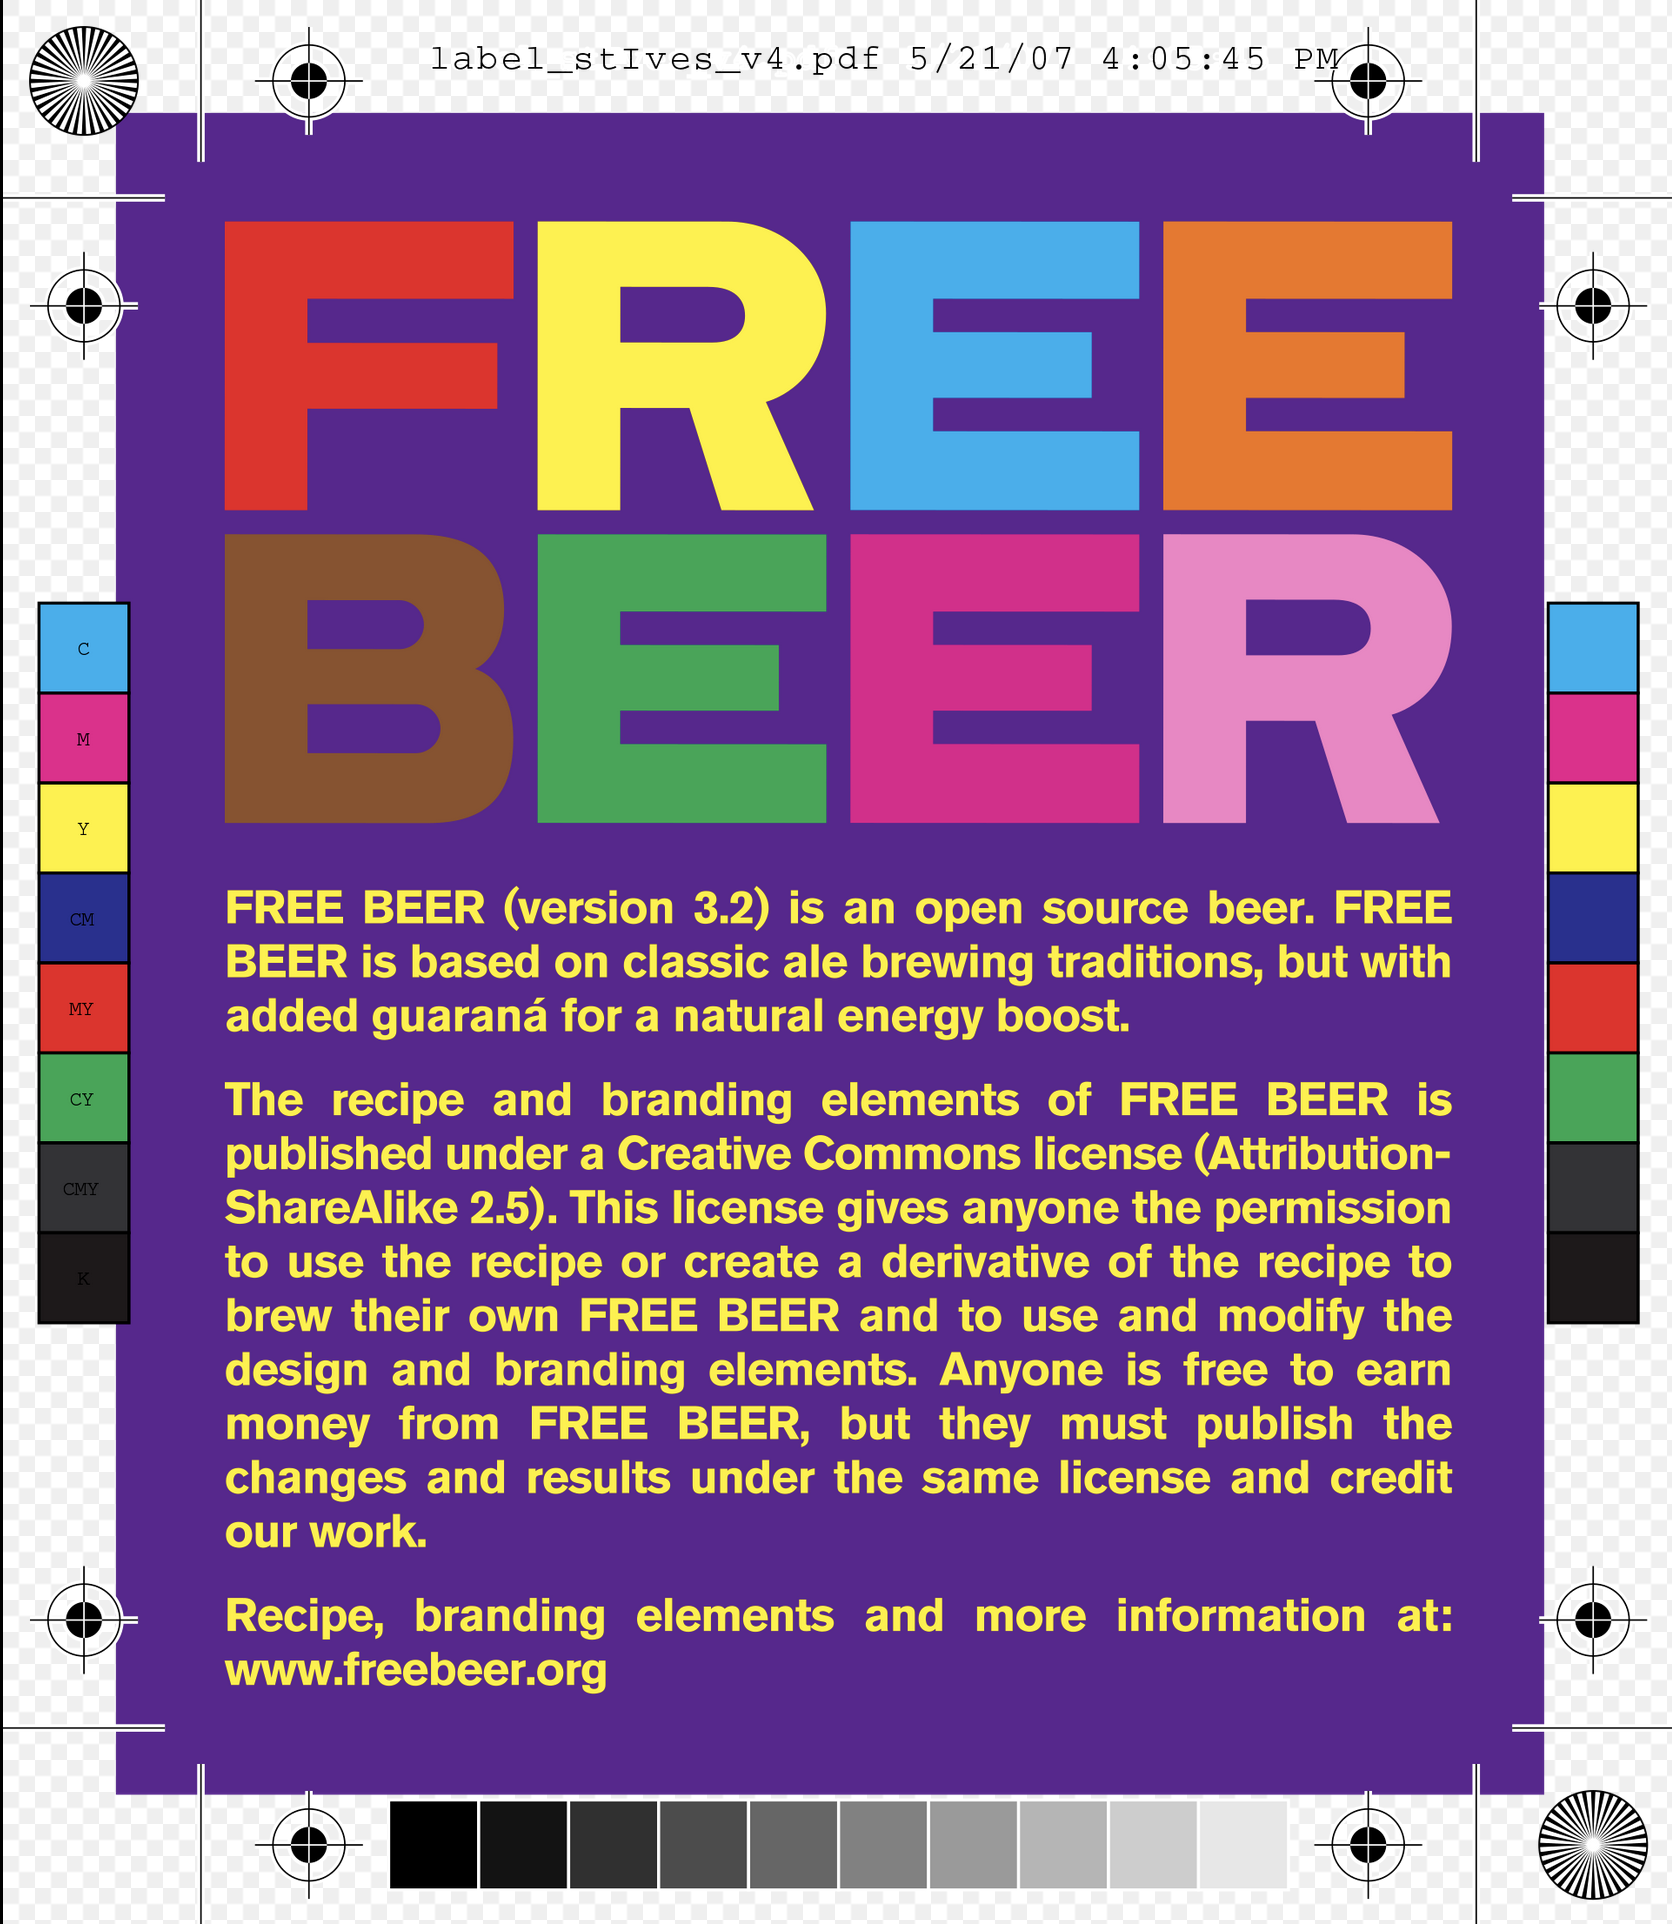 label_stIves_v4.pdf 5/21/07 4:05:45 PM
FREE
BEER
C
M
Y
CM
MY
CY
CMY
K
FREE BEER (version 3.2) is an open source beer. FREE
BEER is based on classic ale brewing traditions, but with
added guaraná for a natural energy boost.
The recipe and branding elements of FREE BEER is
published under a Creative Commons license (Attribution-
ShareAlike 2.5). This license gives anyone the permission
to use the recipe or create a derivative of the recipe to
brew their own FREE BEER and to use and modify the
design and branding elements. Anyone is free to earn
money from FREE BEER, but they must publish the
changes and results under the same license and credit
our work.
Recipe, branding elements and more information at:
www.freebeer.org